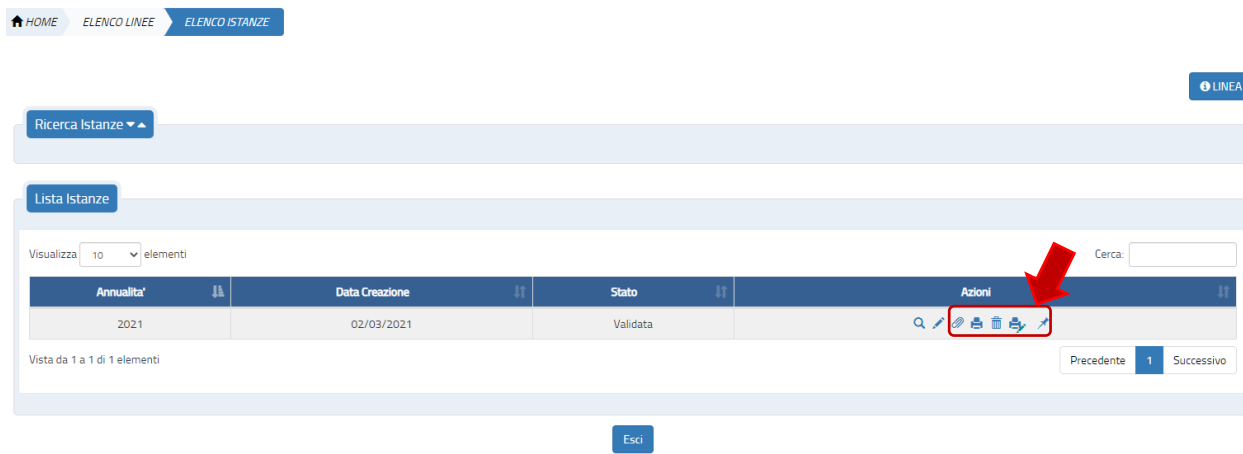 HOME ELENCO LINEE ELENCO ISTANZE
LINEA
Ricerca Istanze
Lista Istanze
Visualizza 10 elementi Cerca:
Annualita' Data Creazione Stato Azioni
2021 02/03/2021 Validata
Vista da 1 a 1 di 1 elementi Precedente 1 Successivo
Esci